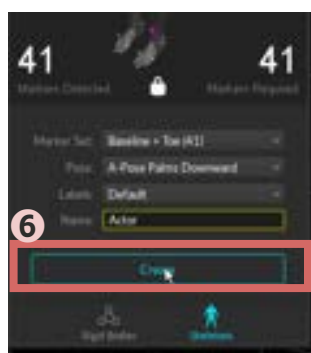 41 41
Markers Detected Markers Required
Marker Set: Baseline + Toe (41)
Pose: A-Pose Palms Downward
Labels: Default
6
Name: Actor
Create
Rigid Bodies Skeletons